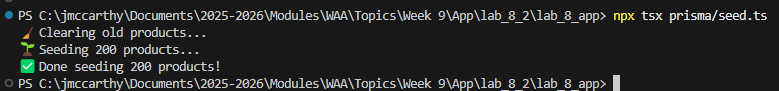 PS C:\jmccarthy\Documents\2025-2026\Modules\WAA\Topics\Week 9\App\lab_8_2\lab_8_app> npx tsx prisma/seed.ts
🧹 Clearing old products...
🌱 Seeding 200 products...
✅ Done seeding 200 products!
PS C:\jmccarthy\Documents\2025-2026\Modules\WAA\Topics\Week 9\App\lab_8_2\lab_8_app>